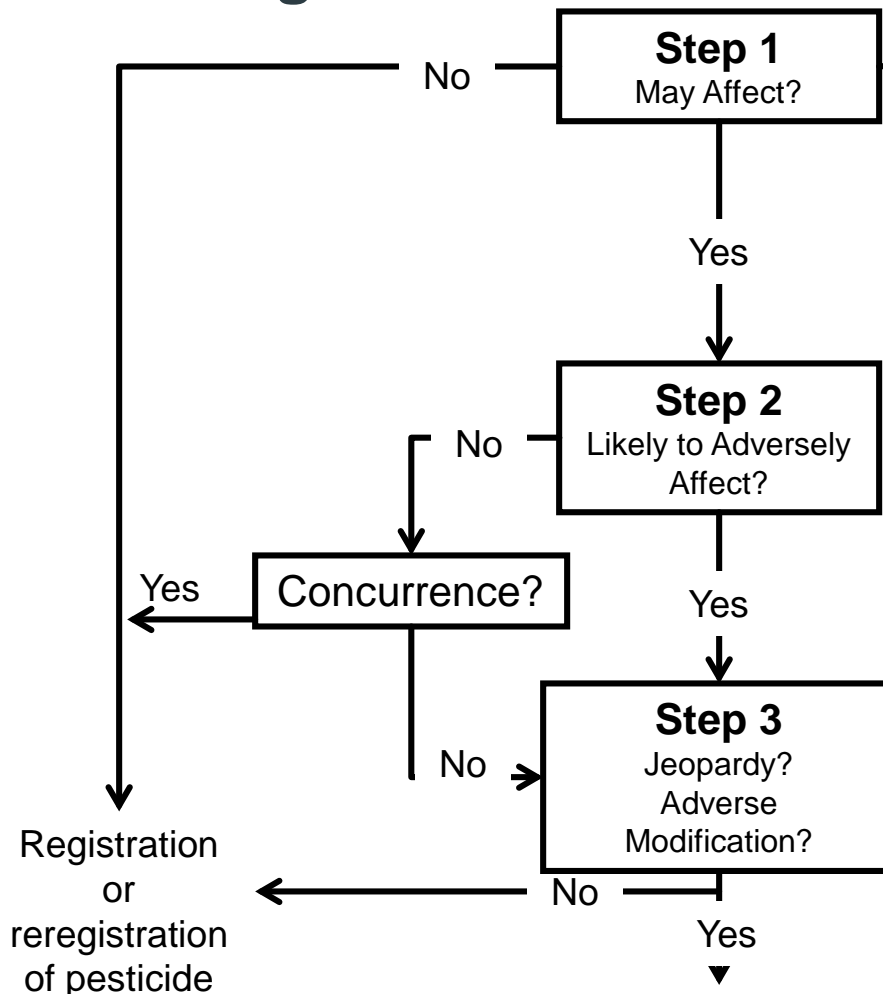 Step 1
May Affect?
No
Yes
Step 2
Likely to Adversely
Affect?
No
Concurrence?
Yes
Yes
Step 3
Jeopardy?
Adverse
Modification?
No
No
Yes
Registration
or
reregistration
of pesticide